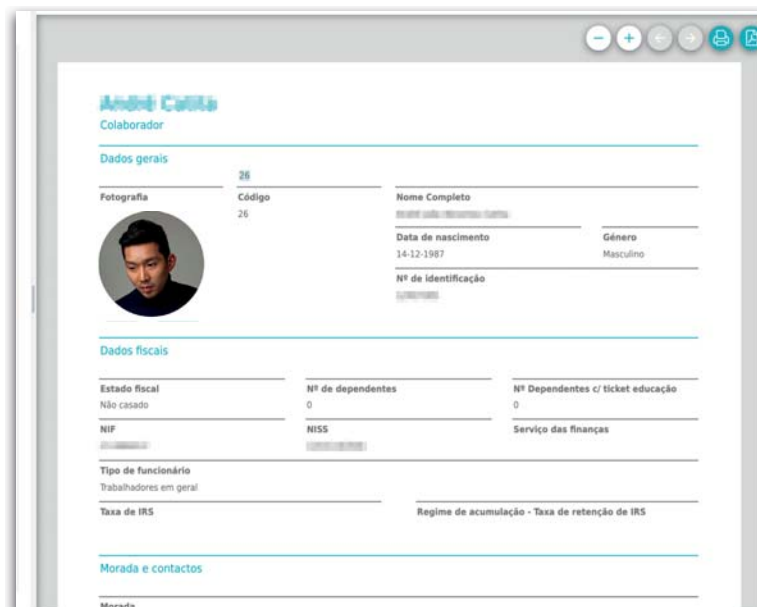 Colaborador
Dados gerais
26
Fotografia Código Nome Completo
26
Data de nascimento Género
14-12-1987 Masculino
Nº de identificação
Dados fiscais
Estado fiscal Nº de dependentes Nº Dependentes c/ ticket educação
Não casado 0 0
NIF NISS Serviço das finanças
Tipo de funcionário
Trabalhadores em geral
Taxa de IRS Regime de acumulação - Taxa de retenção de IRS
Morada e contactos
Morada